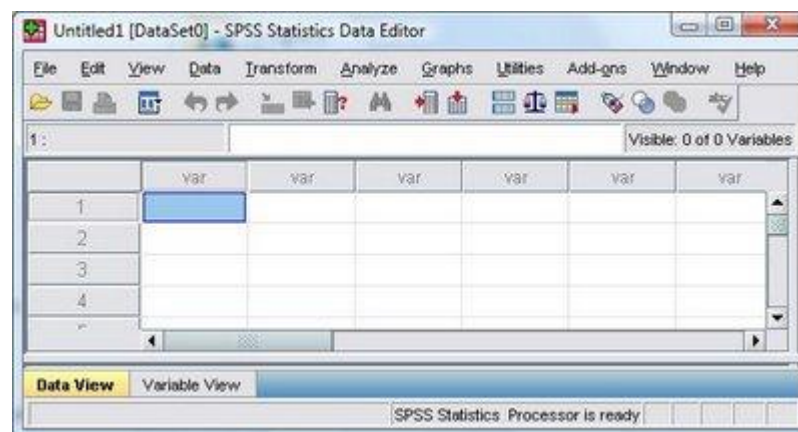 Untitled1 [DataSet0] - SPSS Statistics Data Editor
File Edit View Data Transform Analyze Graphs Utilities Add-ons Window Help
1 : Visible: 0 of 0 Variables
var var var var var var
1
2
3
4
Data View Variable View
SPSS Statistics Processor is ready